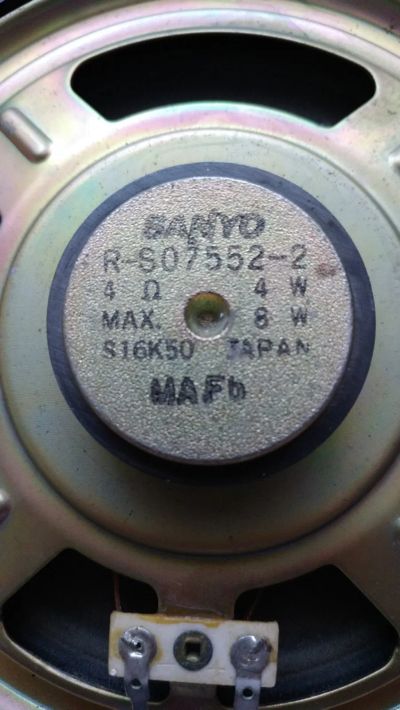 SANYO
R-S07552-2
4 Ω 4 W
MAX. 8 W
S16K50 JAPAN
MAFb